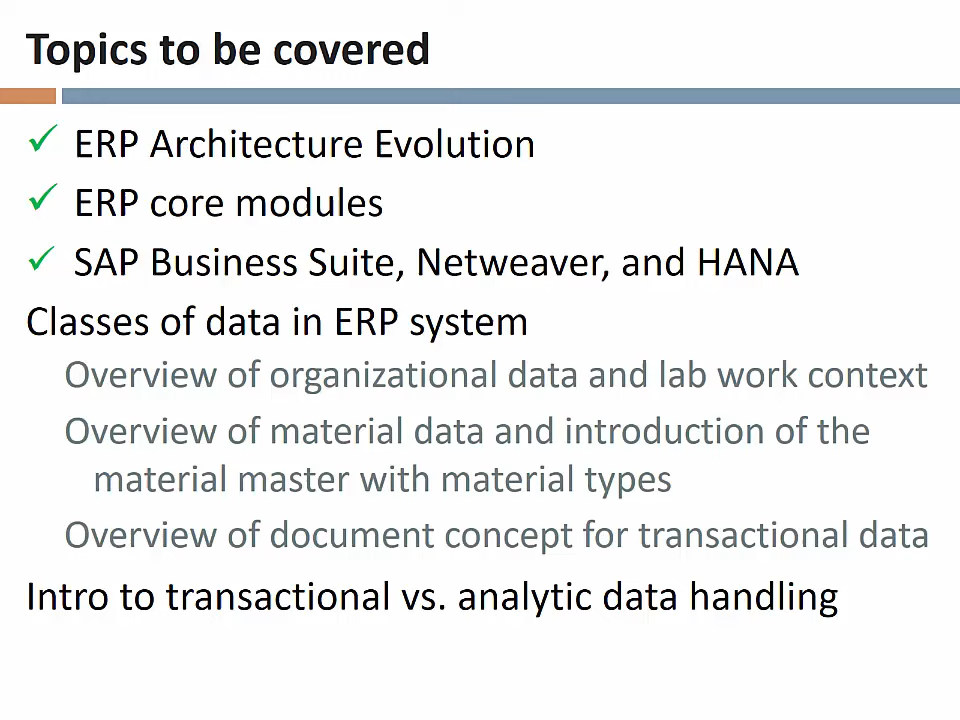 Topics to be covered
✓ ERP Architecture Evolution
✓ ERP core modules
✓ SAP Business Suite, Netweaver, and HANA
Classes of data in ERP system
Overview of organizational data and lab work context
Overview of material data and introduction of the
material master with material types
Overview of document concept for transactional data
Intro to transactional vs. analytic data handling